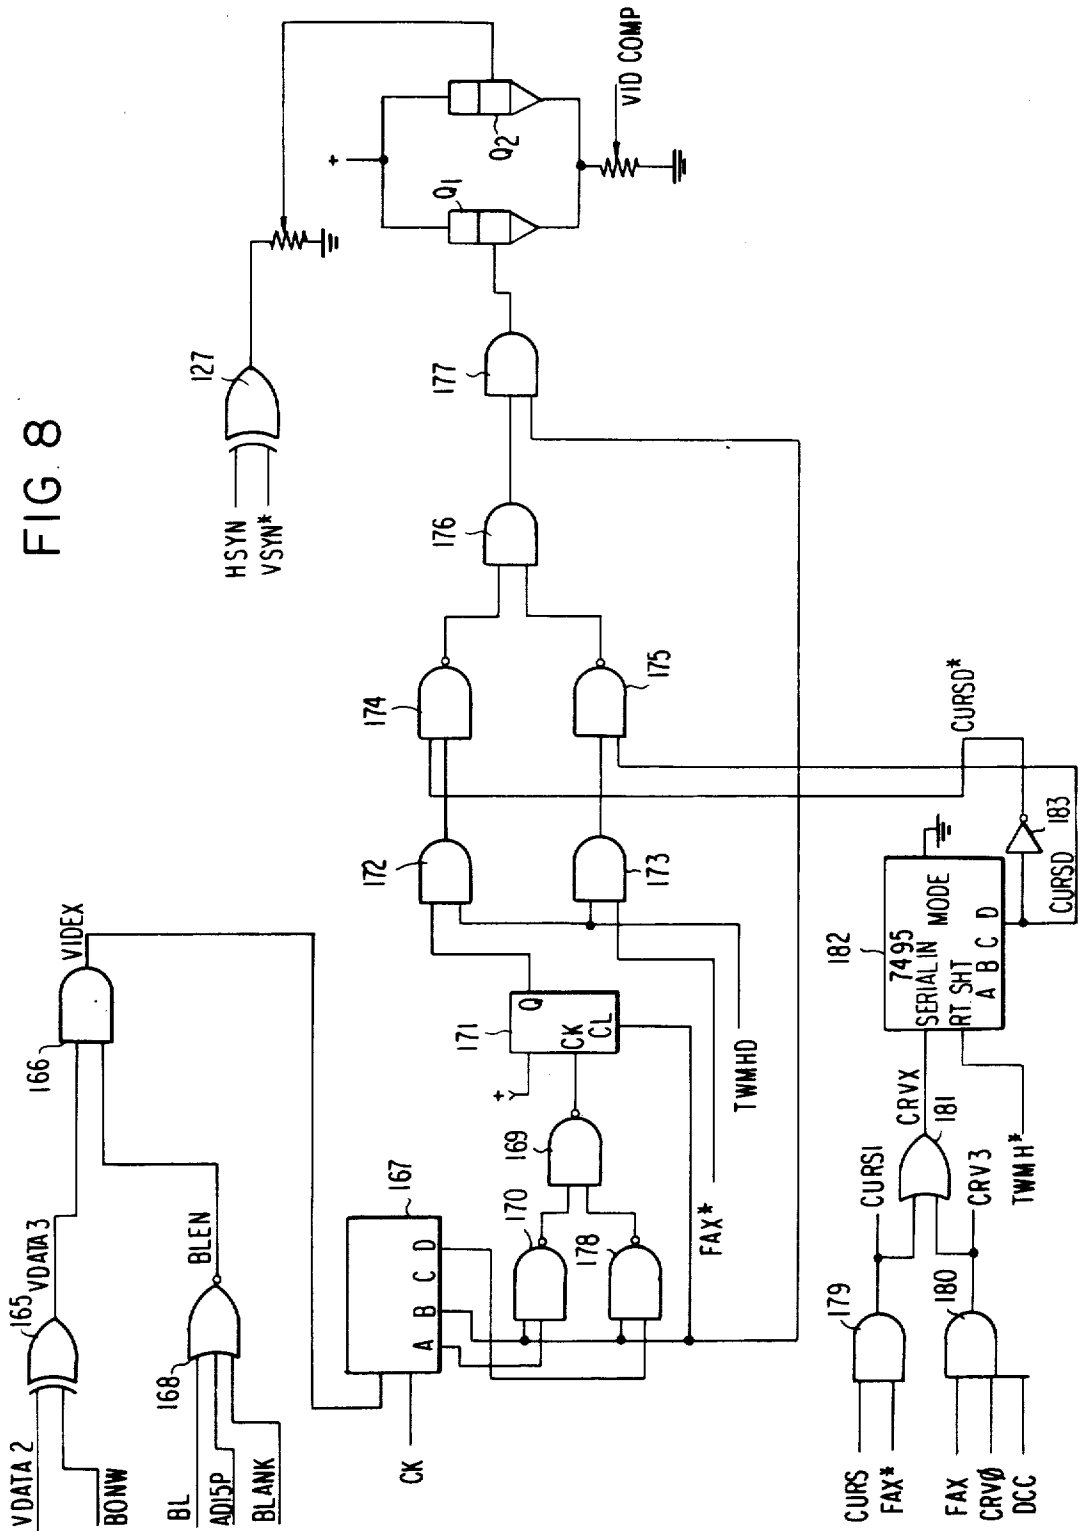 FIG. 8
HSYN
VSYN*
127
+
Q1
Q2
VID COMP
VDATA 2
BONW
165
VDATA3
BL
ADISP
BLANK
168
BLEN
166
VIDEX
CK
167
A B C D
170
178
169
+
171
Q
CK
CL
FAX*
TWMHD
172
173
174
175
176
177
CURS
FAX*
179
CURS1
FAX
CRVØ
DCC
180
CRV3
181
CRVX
TWMH*
182
7495
SERIAL IN
MODE
RT. SHT
A B C D
183
CURSD
CURSD*